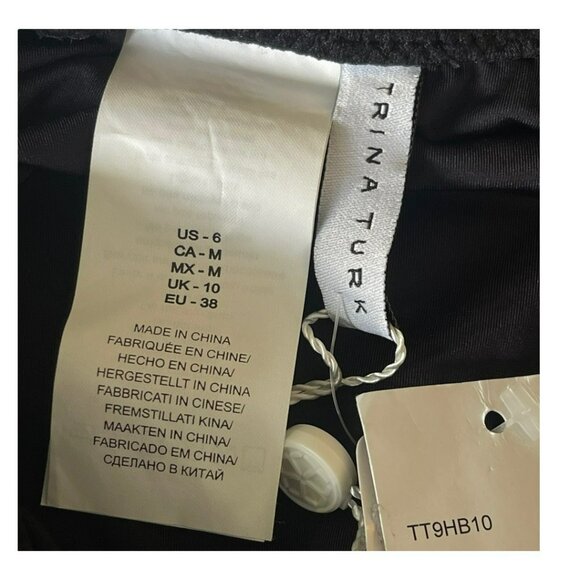 US - 6
CA - M
MX - M
UK - 10
EU - 38
MADE IN CHINA
FABRIQUÉE EN CHINE/
HECHO EN CHINA/
HERGESTELLT IN CHINA
FABBRICATI IN CINESE/
FREMSTILLATI KINA/
MAAKTEN IN CHINA/
FABRICADO EM CHINA/
СДЕЛАНО В КИТАЙ
TRINA TURK
TT9HB10